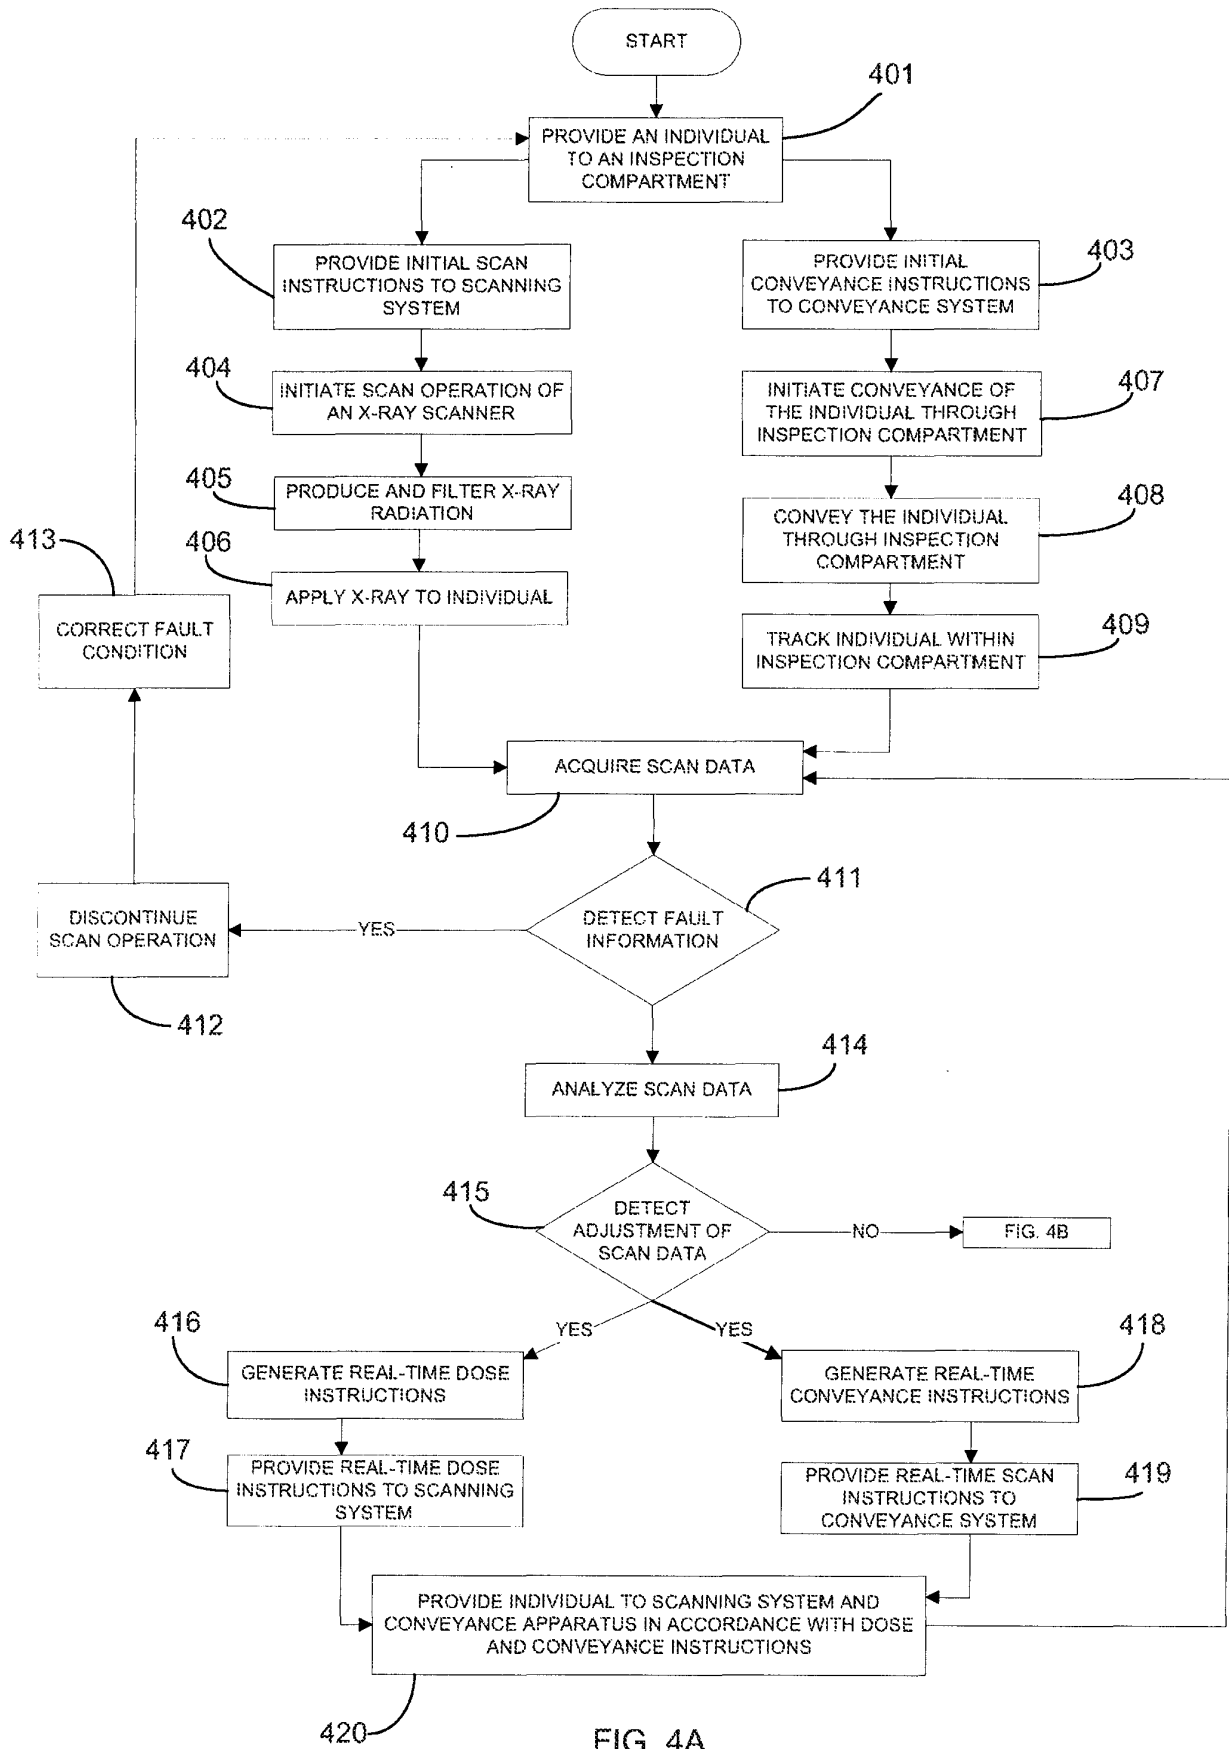 START
401
PROVIDE AN INDIVIDUAL
TO AN INSPECTION
COMPARTMENT
402
PROVIDE INITIAL SCAN
INSTRUCTIONS TO SCANNING
SYSTEM
403
PROVIDE INITIAL
CONVEYANCE INSTRUCTIONS
TO CONVEYANCE SYSTEM
404
INITIATE SCAN OPERATION OF
AN X-RAY SCANNER
407
INITIATE CONVEYANCE OF
THE INDIVIDUAL THROUGH
INSPECTION COMPARTMENT
405
PRODUCE AND FILTER X-RAY
RADIATION
408
CONVEY THE INDIVIDUAL
THROUGH INSPECTION
COMPARTMENT
406
APPLY X-RAY TO INDIVIDUAL
409
TRACK INDIVIDUAL WITHIN
INSPECTION COMPARTMENT
413
CORRECT FAULT
CONDITION
ACQUIRE SCAN DATA
410
411
DETECT FAULT
INFORMATION
YES
DISCONTINUE
SCAN OPERATION
412
414
ANALYZE SCAN DATA
415
DETECT
ADJUSTMENT OF
SCAN DATA
NO
FIG. 4B
YES
YES
416
GENERATE REAL-TIME DOSE
INSTRUCTIONS
418
GENERATE REAL-TIME
CONVEYANCE INSTRUCTIONS
417
PROVIDE REAL-TIME DOSE
INSTRUCTIONS TO SCANNING
SYSTEM
419
PROVIDE REAL-TIME SCAN
INSTRUCTIONS TO
CONVEYANCE SYSTEM
PROVIDE INDIVIDUAL TO SCANNING SYSTEM AND
CONVEYANCE APPARATUS IN ACCORDANCE WITH DOSE
AND CONVEYANCE INSTRUCTIONS
420
FIG. 4A